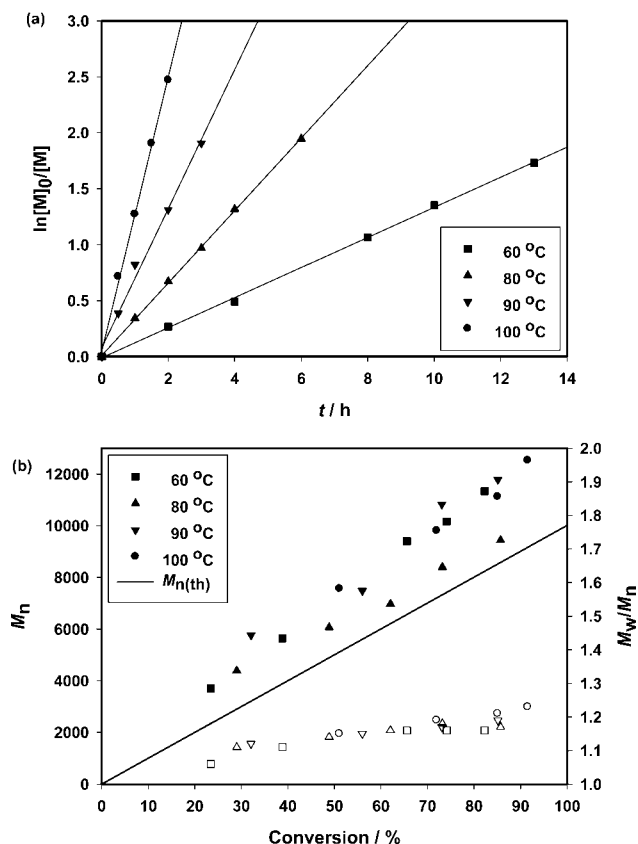 (a)
3.0
2.5
2.0
1.5
1.0
0.5
0.0
ln[M]0/[M]
60 °C
80 °C
90 °C
100 °C
0 2 4 6 8 10 12 14
t / h
(b)
12000
10000
8000
6000
4000
2000
0
Mn
60 °C
80 °C
90 °C
100 °C
Mn(th)
2.0
1.9
1.8
1.7
1.6
1.5
1.4
1.3
1.2
1.1
1.0
Mw/Mn
0 10 20 30 40 50 60 70 80 90 100
Conversion / %